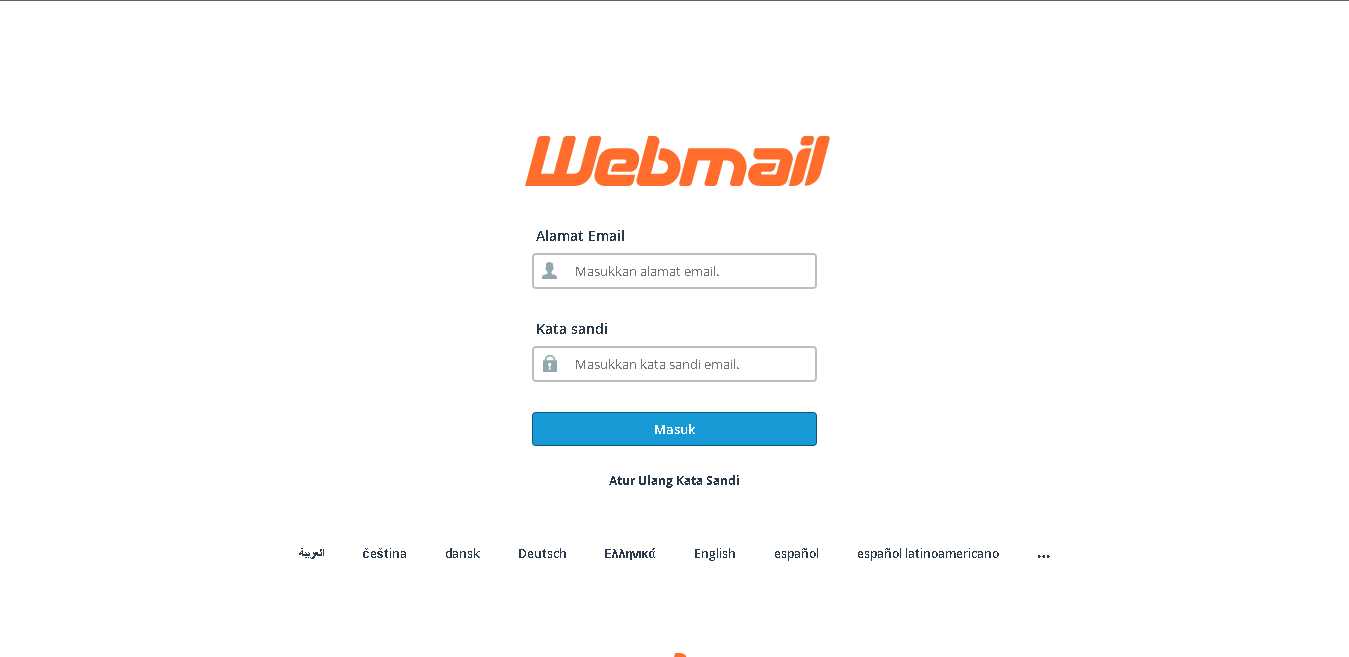 Webmail
Alamat Email
Masukkan alamat email.
Kata sandi
Masukkan kata sandi email.
Masuk
Atur Ulang Kata Sandi
العربية čeština dansk Deutsch Ελληνικά English español español latinoamericano ...